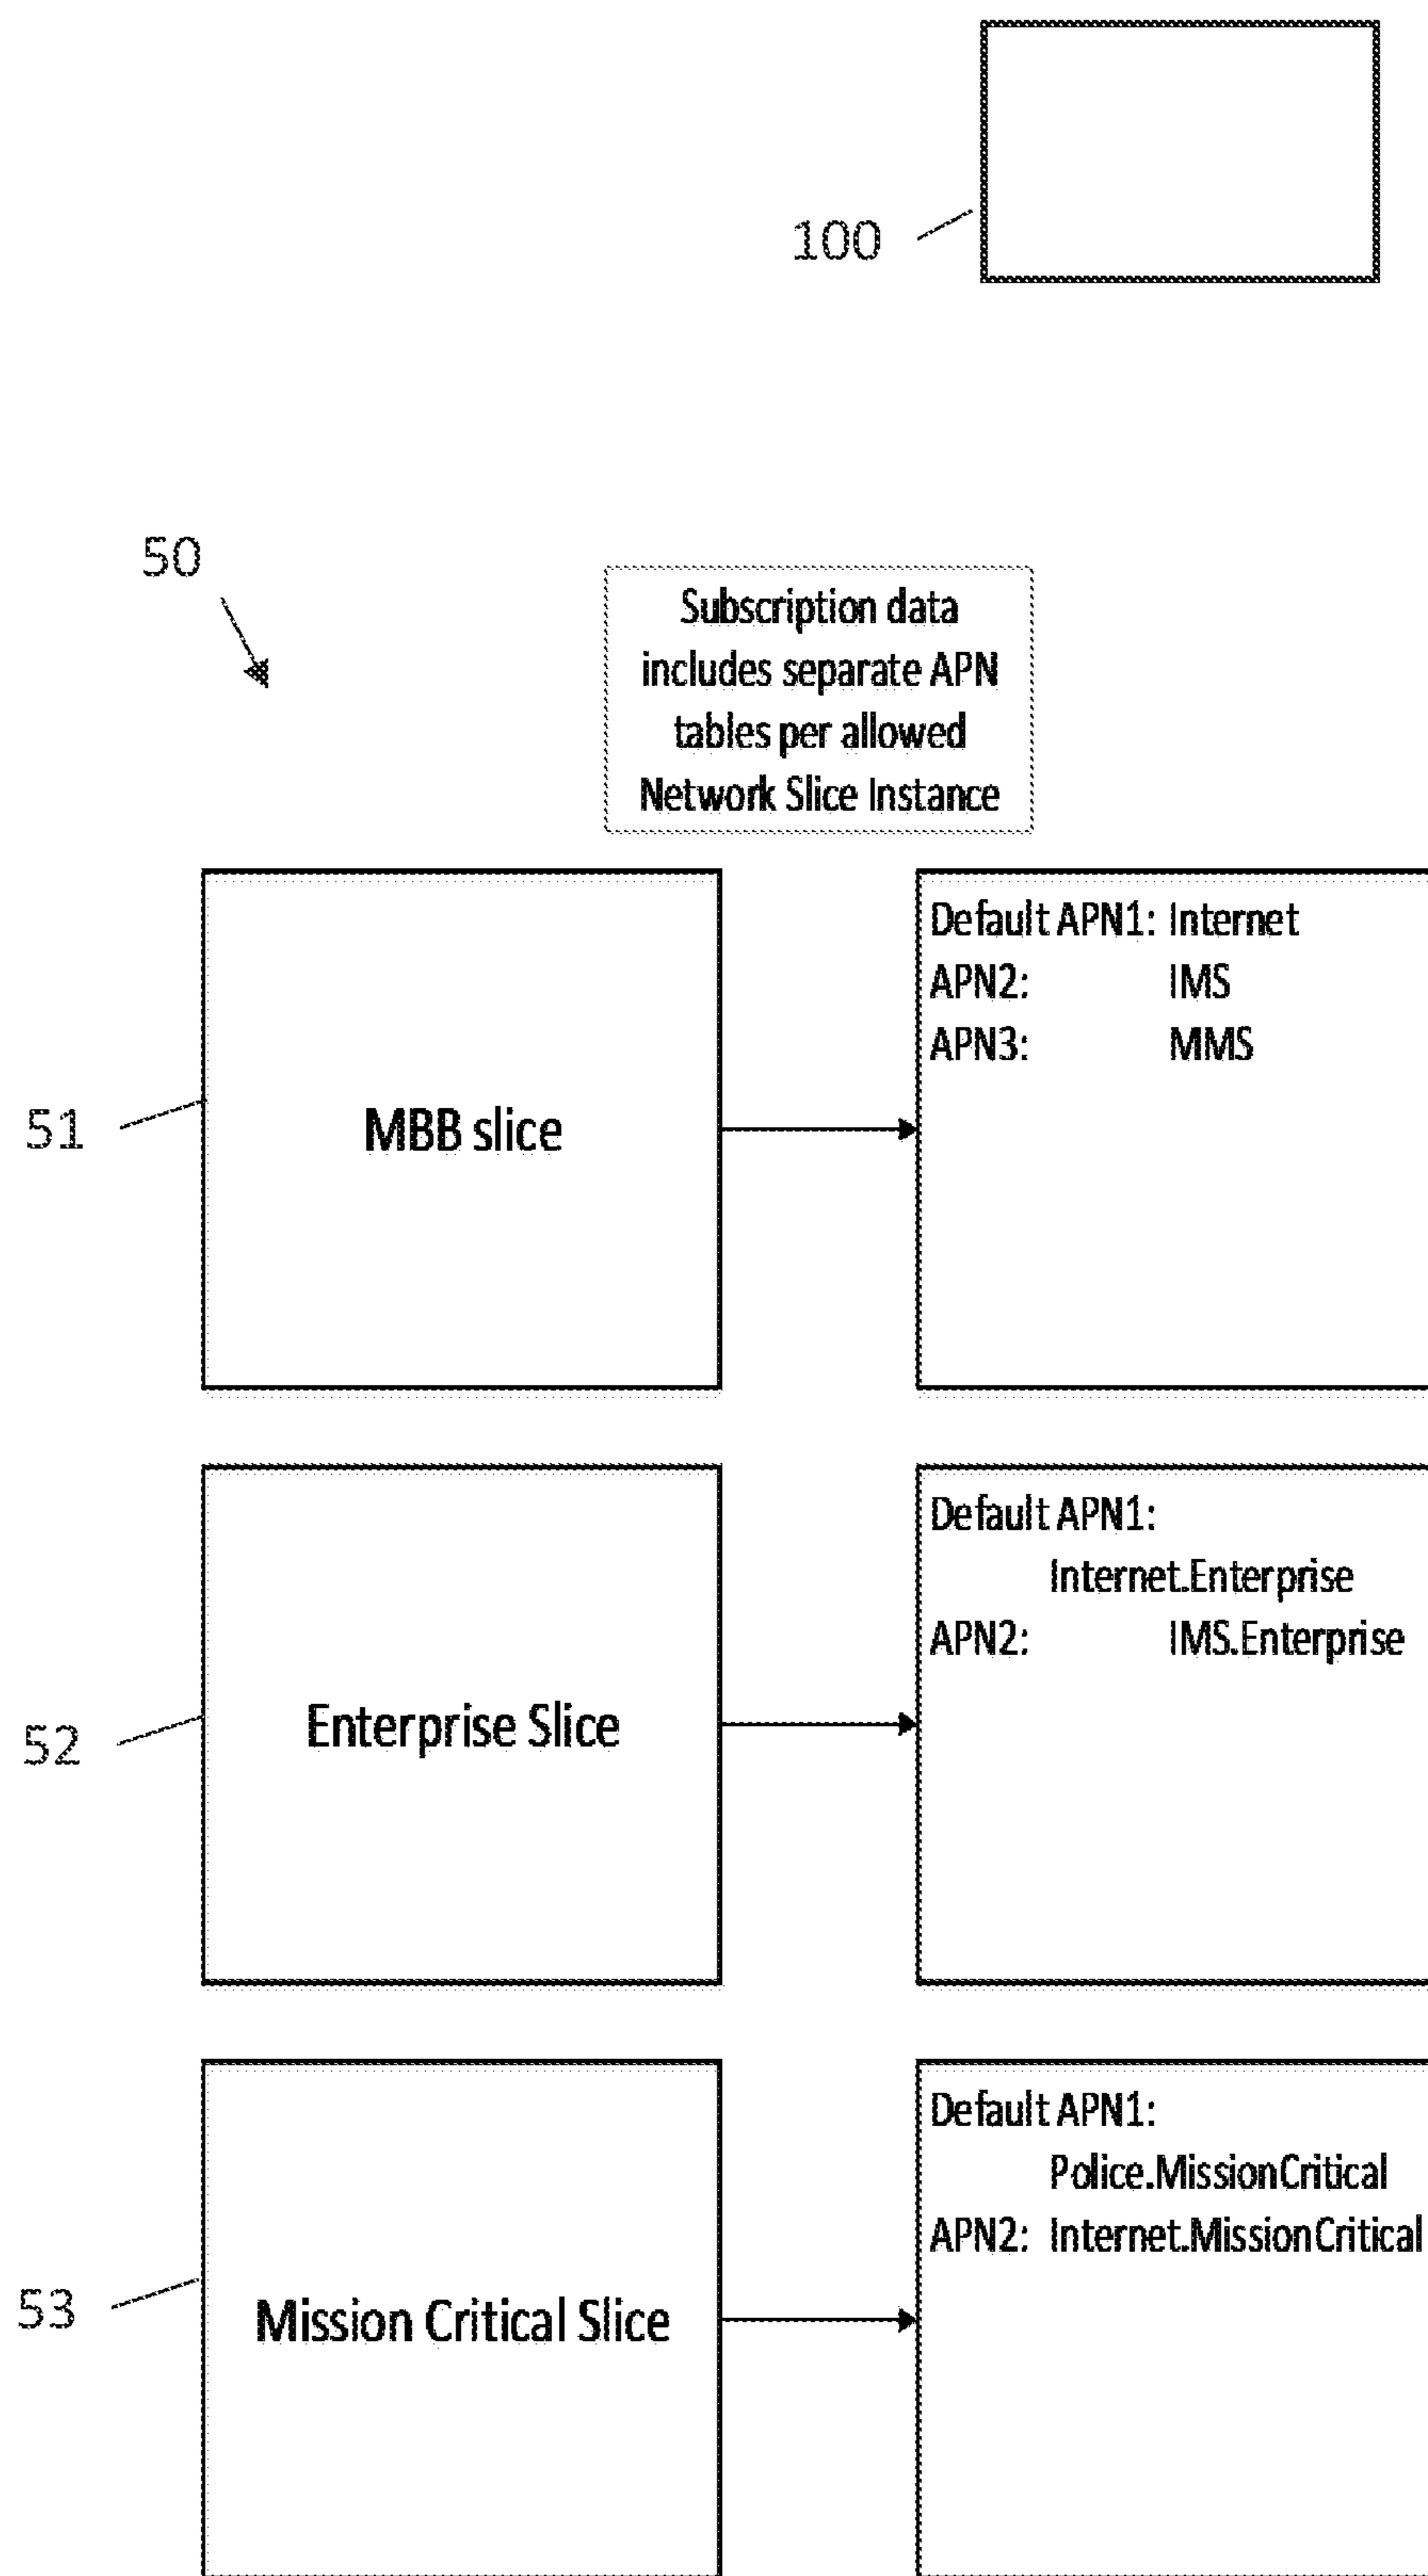 100
50
Subscription data
includes separate APN
tables per allowed
Network Slice Instance
51
MBB slice
Default APN1: Internet
APN2: IMS
APN3: MMS
52
Enterprise Slice
Default APN1:
Internet.Enterprise
APN2: IMS.Enterprise
53
Mission Critical Slice
Default APN1:
Police.MissionCritical
APN2: Internet.MissionCritical